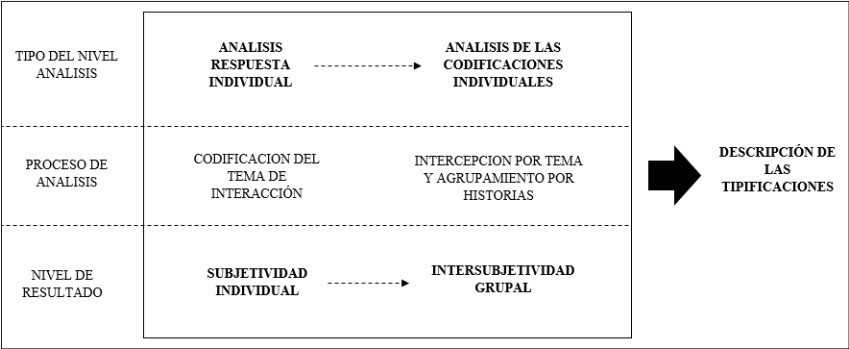 TIPO DEL NIVEL
ANALISIS
ANALISIS
RESPUESTA
INDIVIDUAL
ANALISIS DE LAS
CODIFICACIONES
INDIVIDUALES
PROCESO DE
ANALISIS
CODIFICACION DEL
TEMA DE
INTERACCIÓN
INTERCEPCION POR TEMA
Y AGRUPAMIENTO POR
HISTORIAS
NIVEL DE
RESULTADO
SUBJETIVIDAD
INDIVIDUAL
INTERSUBJETIVIDAD
GRUPAL
DESCRIPCIÓN DE
LAS
TIPIFICACIONES